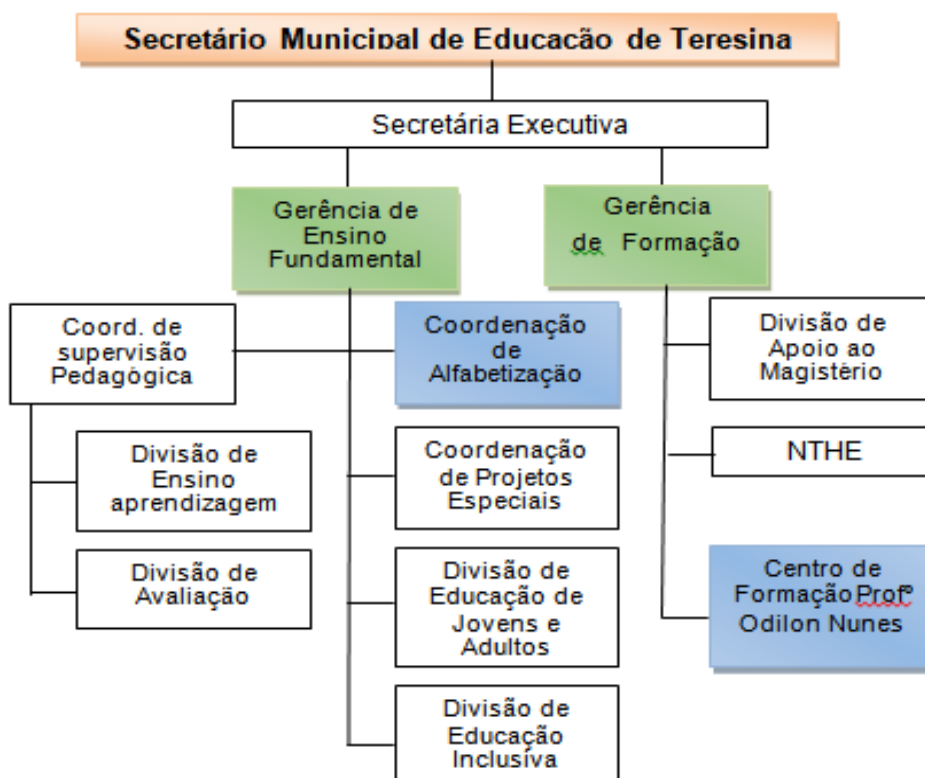 Secretário Municipal de Educação de Teresina
Secretária Executiva
Gerência de
Ensino
Fundamental
Gerência
de Formação
Coord. de
supervisão
Pedagógica
Coordenação
de
Alfabetização
Divisão de
Apoio ao
Magistério
Divisão de
Ensino
aprendizagem
Coordenação
de Projetos
Especiais
NTHE
Divisão de
Avaliação
Divisão de
Educação de
Jovens e
Adultos
Centro de
Formação Profº
Odilon Nunes
Divisão de
Educação
Inclusiva